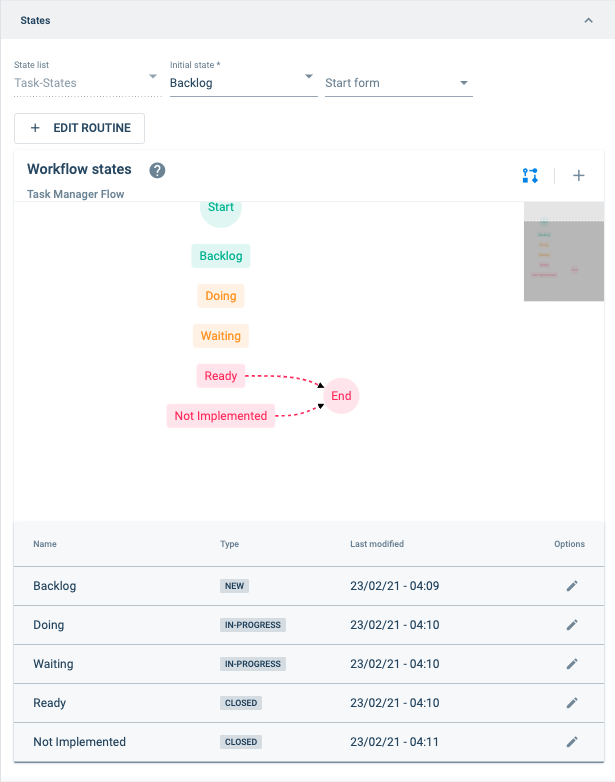 States
State list
Initial state *
Task-States
Backlog
Start form
+ EDIT ROUTINE
Workflow states
?
Task Manager Flow
Start
Backlog
Doing
Waiting
Ready
End
Not Implemented
Name Type Last modified Options
Backlog NEW 23/02/21 - 04:09
Doing IN-PROGRESS 23/02/21 - 04:10
Waiting IN-PROGRESS 23/02/21 - 04:10
Ready CLOSED 23/02/21 - 04:10
Not Implemented CLOSED 23/02/21 - 04:11